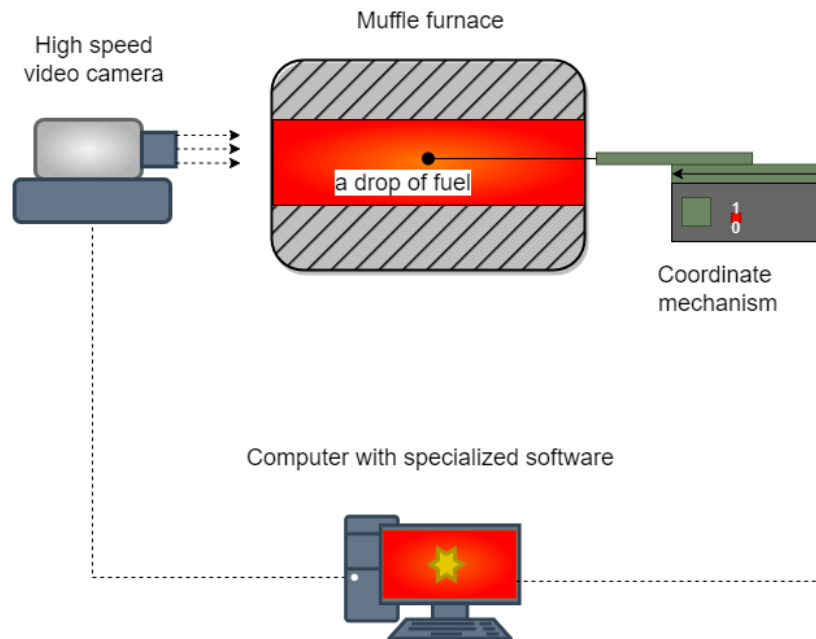 Muffle furnace
High speed
video camera
a drop of fuel
1
0
Coordinate
mechanism
Computer with specialized software